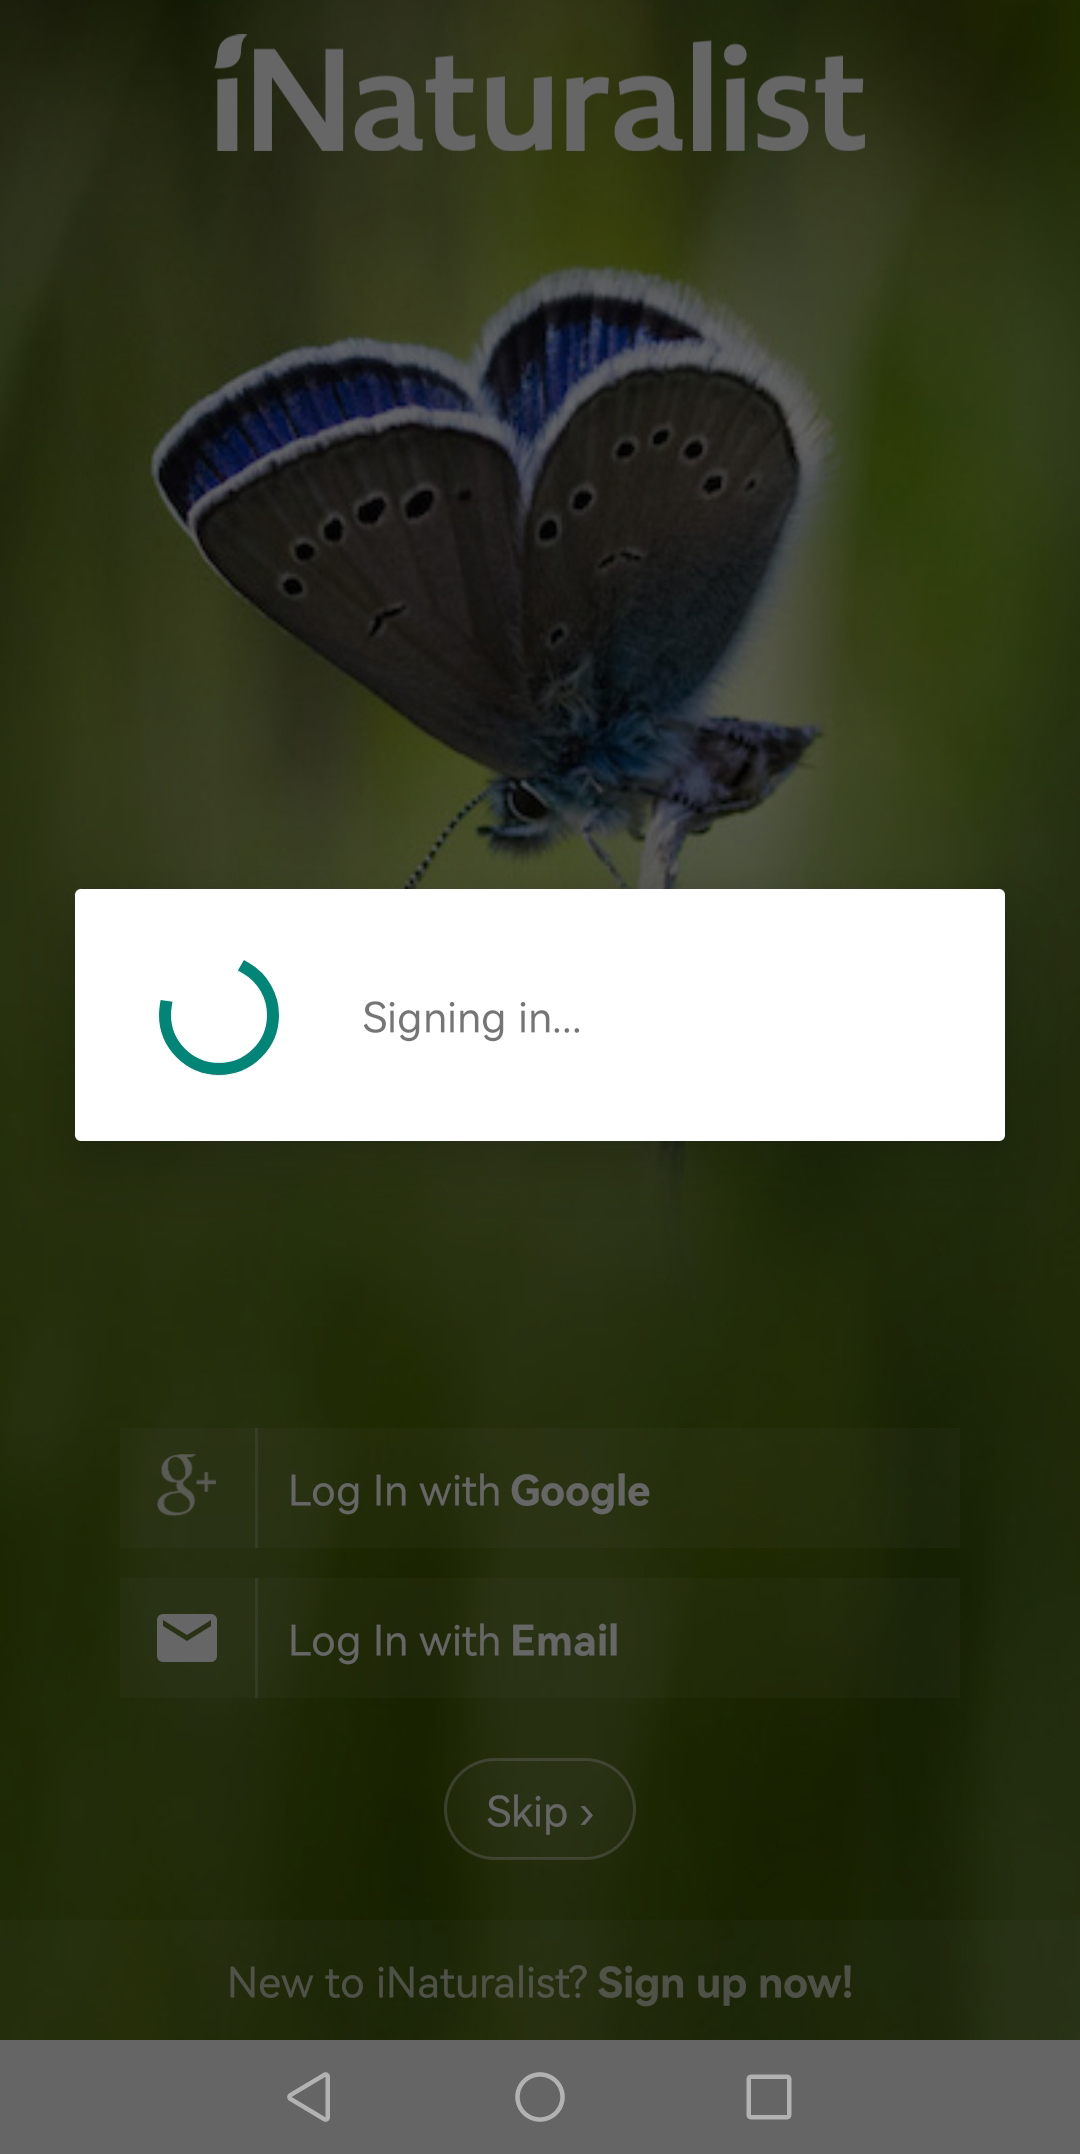 iNaturalist
Signing in...
g+
Log In with Google
Log In with Email
Skip ›
New to iNaturalist? Sign up now!